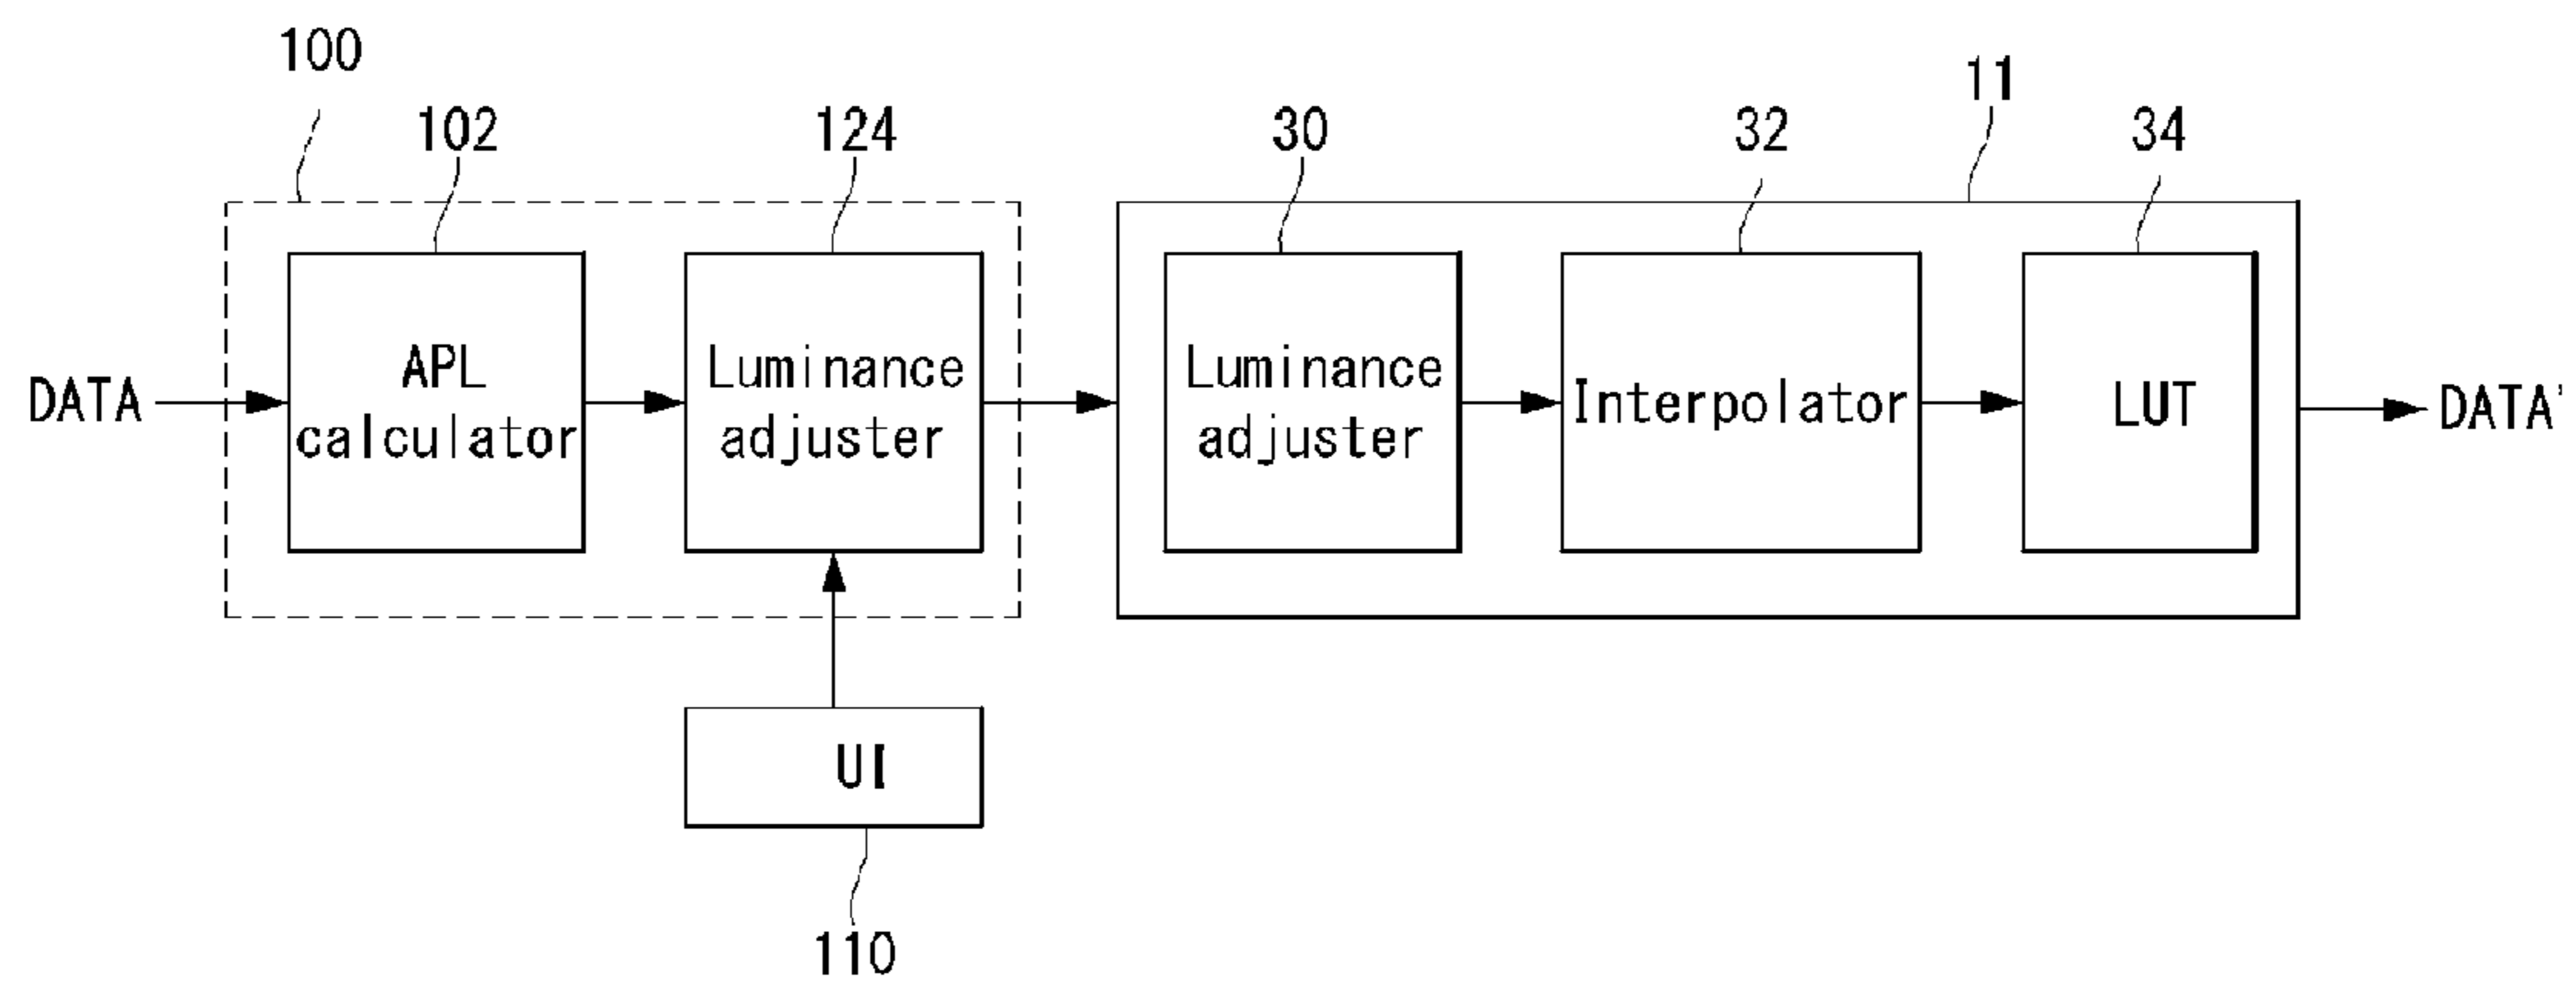 100
11
102
124
30
32
34
DATA
APL
calculator
Luminance
adjuster
Luminance
adjuster
Interpolator
LUT
DATA'
UI
110